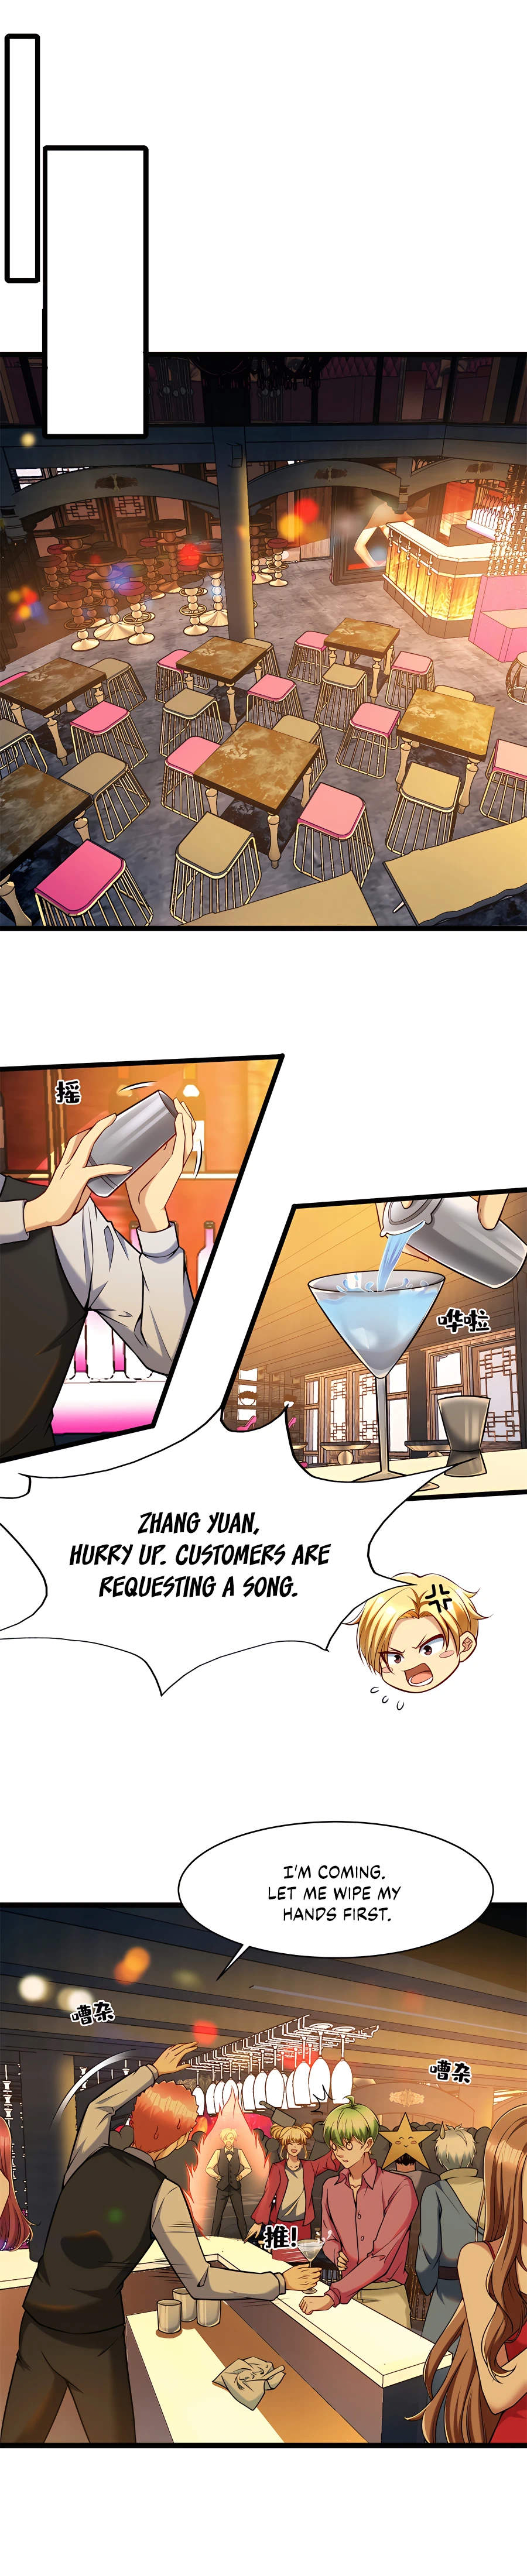 摇
哗啦
ZHANG YUAN,
HURRY UP. CUSTOMERS ARE
REQUESTING A SONG.
I'M COMING.
LET ME WIPE MY
HANDS FIRST.
嘈杂
嘈杂
推!